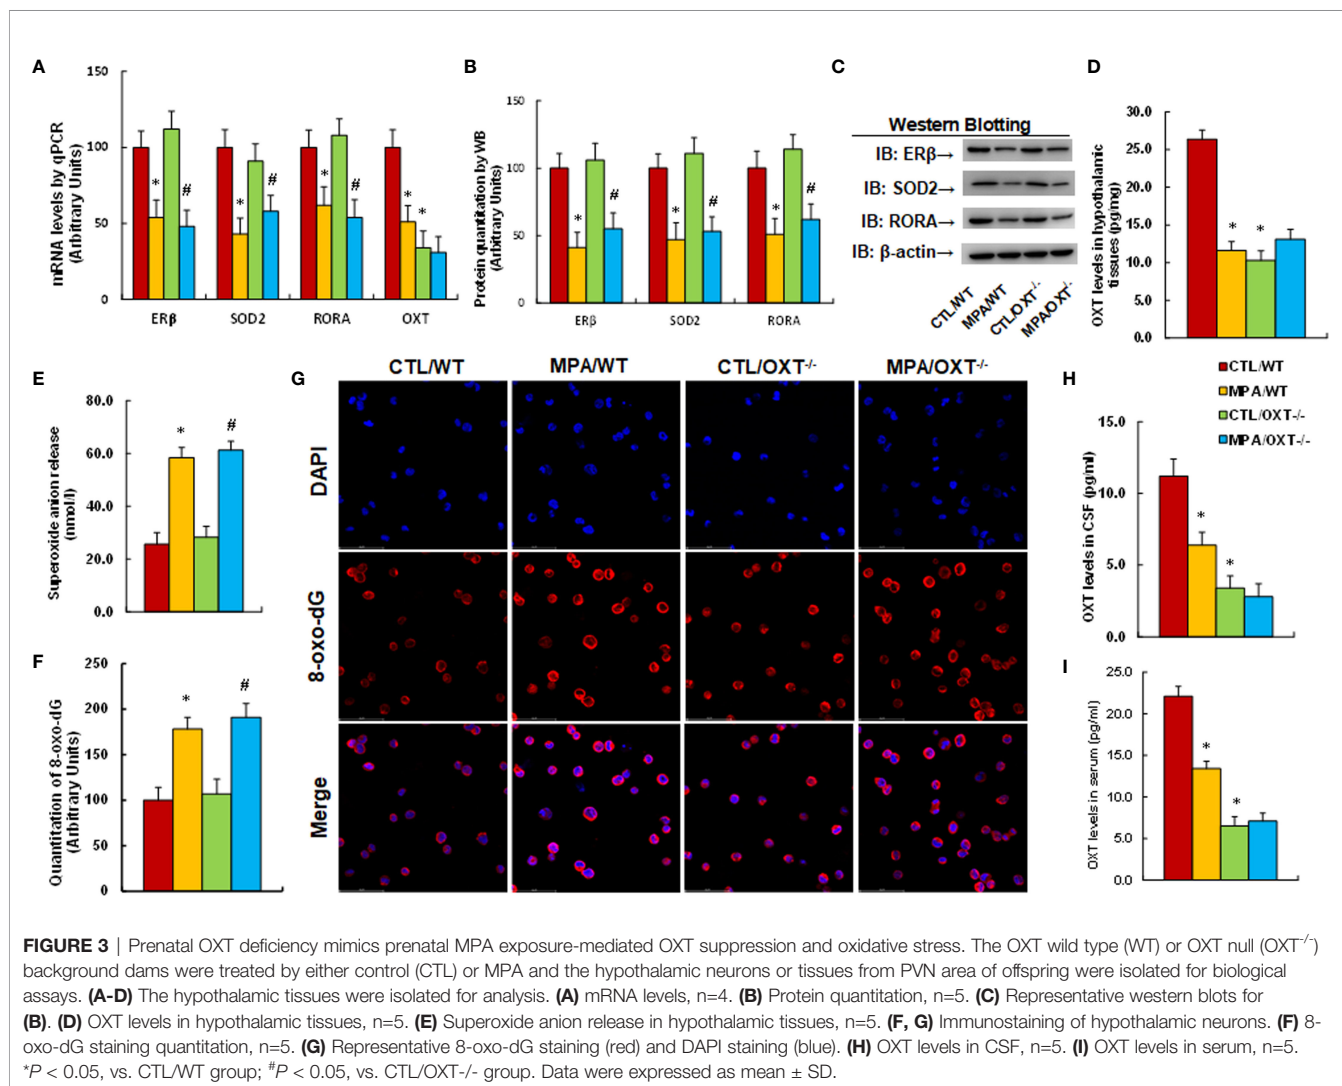 A
mRNA levels by qPCR
(Arbitrary Units)
150
100
50
0
* # * # * # * *
ERβ SOD2 RORA OXT
B
Protein quantitation by WB
(Arbitrary Units)
150
100
50
0
* # * # * #
ERβ SOD2 RORA
C
Western Blotting
IB: ERβ→
IB: SOD2→
IB: RORA→
IB: β-actin→
CTL/WT MPA/WT CTL/OXT-/- MPA/OXT-/-
D
OXT levels in hypothalamic
tissues (pg/mg)
30.0
25.0
20.0
15.0
10.0
5.0
0.0
* *
CTL/WT
MPA/WT
CTL/OXT-/-
MPA/OXT-/-
E
Superoxide anion release
(nmol/l)
80.0
60.0
40.0
20.0
0.0
* #
F
Quantitation of 8-oxo-dG
(Arbitrary Units)
250
200
150
100
50
0
* #
G
CTL/WT MPA/WT CTL/OXT-/- MPA/OXT-/-
DAPI
8-oxo-dG
Merge
H
OXT levels in CSF (pg/ml)
15.0
10.0
5.0
0.0
* *
I
OXT levels in serum (pg/ml)
25.0
20.0
15.0
10.0
5.0
0.0
* *
FIGURE 3 | Prenatal OXT deficiency mimics prenatal MPA exposure-mediated OXT suppression and oxidative stress. The OXT wild type (WT) or OXT null (OXT-/-)
background dams were treated by either control (CTL) or MPA and the hypothalamic neurons or tissues from PVN area of offspring were isolated for biological
assays. (A-D) The hypothalamic tissues were isolated for analysis. (A) mRNA levels, n=4. (B) Protein quantitation, n=5. (C) Representative western blots for
(B). (D) OXT levels in hypothalamic tissues, n=5. (E) Superoxide anion release in hypothalamic tissues, n=5. (F, G) Immunostaining of hypothalamic neurons. (F) 8-
oxo-dG staining quantitation, n=5. (G) Representative 8-oxo-dG staining (red) and DAPI staining (blue). (H) OXT levels in CSF, n=5. (I) OXT levels in serum, n=5.
*P < 0.05, vs. CTL/WT group; #P < 0.05, vs. CTL/OXT-/- group. Data were expressed as mean ± SD.